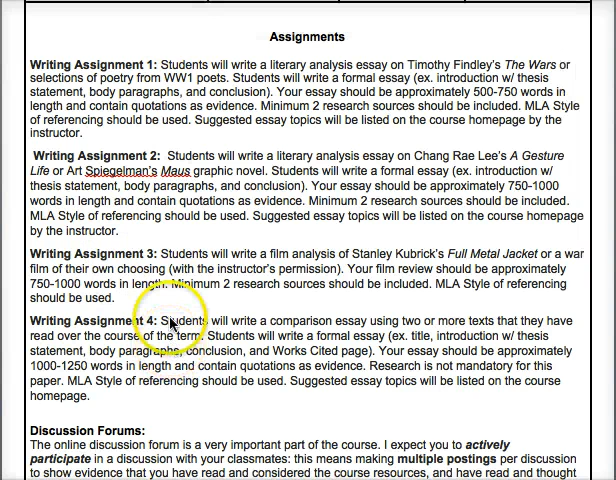 Assignments
Writing Assignment 1: Students will write a literary analysis essay on Timothy Findley's The Wars or
selections of poetry from WW1 poets. Students will write a formal essay (ex. introduction w/ thesis
statement, body paragraphs, and conclusion). Your essay should be approximately 500-750 words in
length and contain quotations as evidence. Minimum 2 research sources should be included. MLA Style
of referencing should be used. Suggested essay topics will be listed on the course homepage by the
instructor.
Writing Assignment 2: Students will write a literary analysis essay on Chang Rae Lee's A Gesture
Life or Art Spiegelman's Maus graphic novel. Students will write a formal essay (ex. introduction w/
thesis statement, body paragraphs, and conclusion). Your essay should be approximately 750-1000
words in length and contain quotations as evidence. Minimum 2 research sources should be included.
MLA Style of referencing should be used. Suggested essay topics will be listed on the course homepage
by the instructor.
Writing Assignment 3: Students will write a film analysis of Stanley Kubrick's Full Metal Jacket or a war
film of their own choosing (with the instructor's permission). Your film review should be approximately
750-1000 words in length. Minimum 2 research sources should be included. MLA Style of referencing
should be used.
Writing Assignment 4: Students will write a comparison essay using two or more texts that they have
read over the course of the term. Students will write a formal essay (ex. title, introduction w/ thesis
statement, body paragraphs, conclusion, and Works Cited page). Your essay should be approximately
1000-1250 words in length and contain quotations as evidence. Research is not mandatory for this
paper. MLA Style of referencing should be used. Suggested essay topics will be listed on the course
homepage.
Discussion Forums:
The online discussion forum is a very important part of the course. I expect you to actively
participate in a discussion with your classmates: this means making multiple postings per discussion
to show evidence that you have read and considered the course resources, and have read and thought